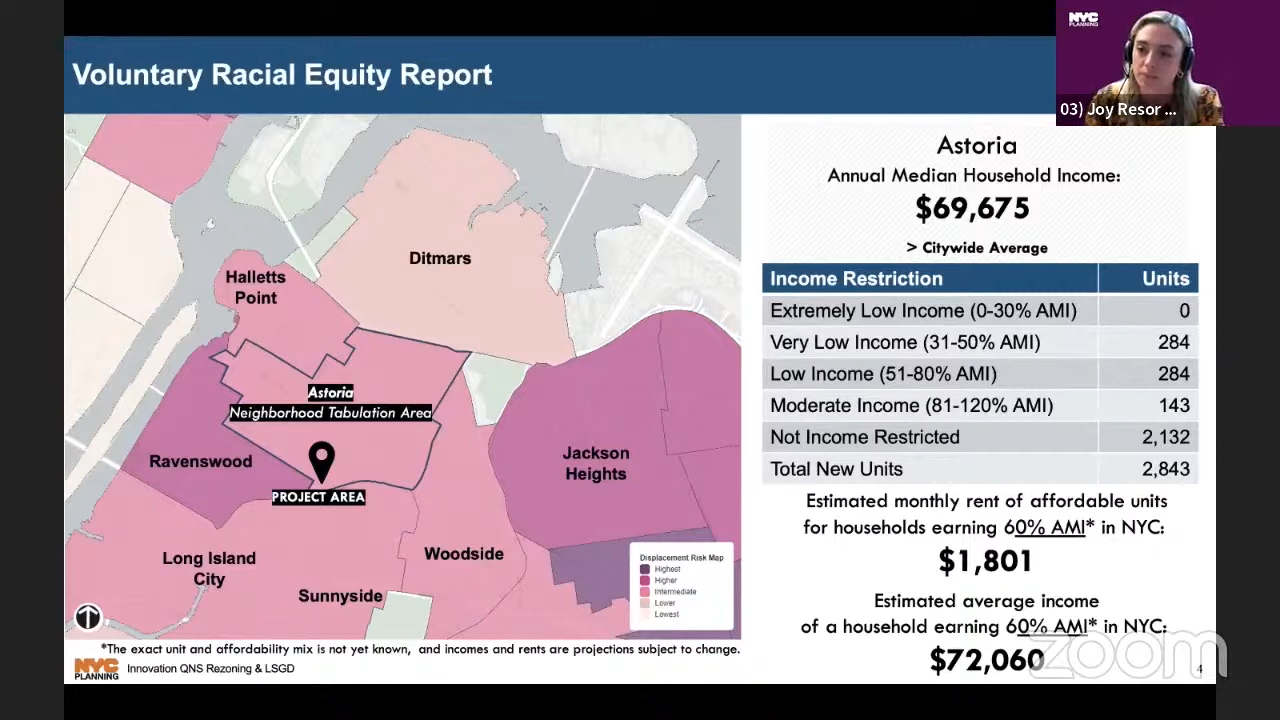 NYC
PLANNING
03) Joy Resor ...
Voluntary Racial Equity Report
Ditmars
Halletts
Point
Astoria
Neighborhood Tabulation Area
Ravenswood
PROJECT AREA
Jackson
Heights
Long Island
City
Woodside
Sunnyside
Displacement Risk Map
Highest
Higher
Intermediate
Lower
Lowest
*The exact unit and affordability mix is not yet known, and incomes and rents are projections subject to change.
NYC
PLANNING
Innovation QNS Rezoning & LSGD
Astoria
Annual Median Household Income:
$69,675
> Citywide Average
Income Restriction Units
Extremely Low Income (0-30% AMI) 0
Very Low Income (31-50% AMI) 284
Low Income (51-80% AMI) 284
Moderate Income (81-120% AMI) 143
Not Income Restricted 2,132
Total New Units 2,843
Estimated monthly rent of affordable units
for households earning 60% AMI* in NYC:
$1,801
Estimated average income
of a household earning 60% AMI* in NYC:
$72,060
zoom
4